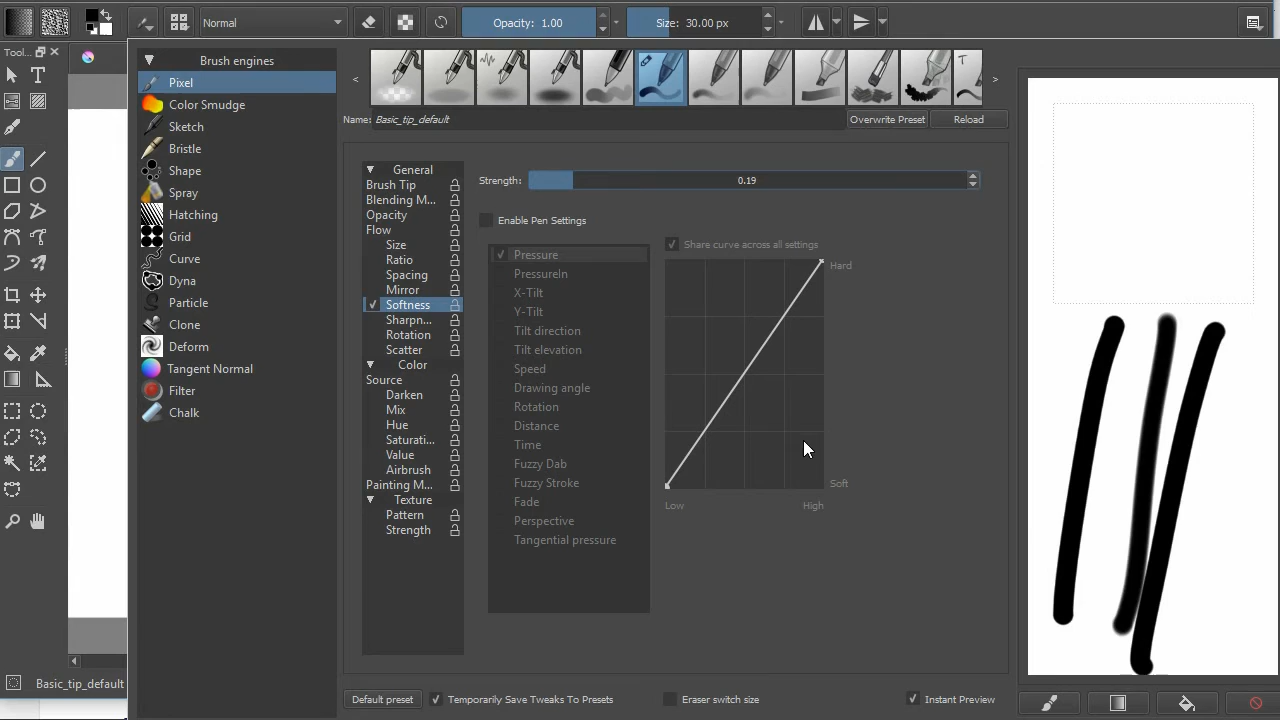 Normal
Opacity: 1.00
Size: 30.00 px
Tool...
Brush engines
Pixel
Color Smudge
Sketch
Bristle
Shape
Spray
Hatching
Grid
Curve
Dyna
Particle
Clone
Deform
Tangent Normal
Filter
Chalk
< T >
Name: Basic_tip_default Overwrite Preset Reload
General
Brush Tip
Blending M...
Opacity
Flow
Size
Ratio
Spacing
Mirror
Softness
Sharpn...
Rotation
Scatter
Color
Source
Darken
Mix
Hue
Saturati...
Value
Airbrush
Painting M...
Texture
Pattern
Strength
Strength: 0.19
Enable Pen Settings
Pressure
PressureIn
X-Tilt
Y-Tilt
Tilt direction
Tilt elevation
Speed
Drawing angle
Rotation
Distance
Time
Fuzzy Dab
Fuzzy Stroke
Fade
Perspective
Tangential pressure
Share curve across all settings
Hard
Soft
Low High
Basic_tip_default
Default preset Temporarily Save Tweaks To Presets Eraser switch size Instant Preview